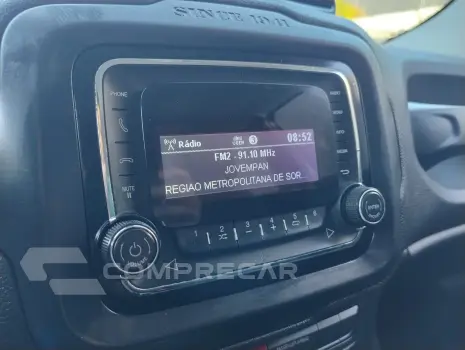 SINCE 1941
PHONE
Rádio
3
08:52
FM2 - 91.10 MHz
JOVEMPAN
REGIAO METROPOLITANA DE SOR..
MUTE
1 2 3 4 5 6
COMPRECAR